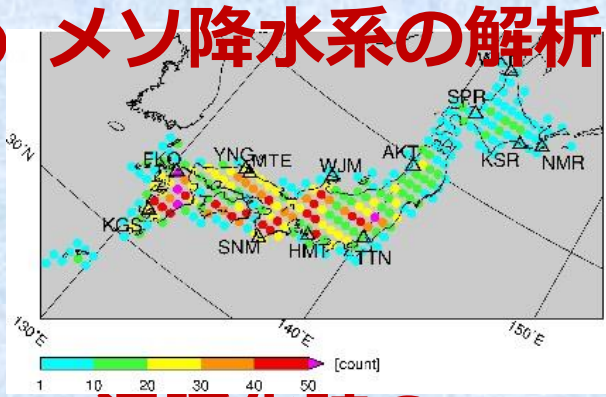 メソ降水系の解析
SPR
AKT
KSR
NMR
FKO
YNG
MTE
WJM
KGS
SNM
HMT
TTN
30°N
130°E
140°E
150°E
[count]
1 10 20 30 40 50